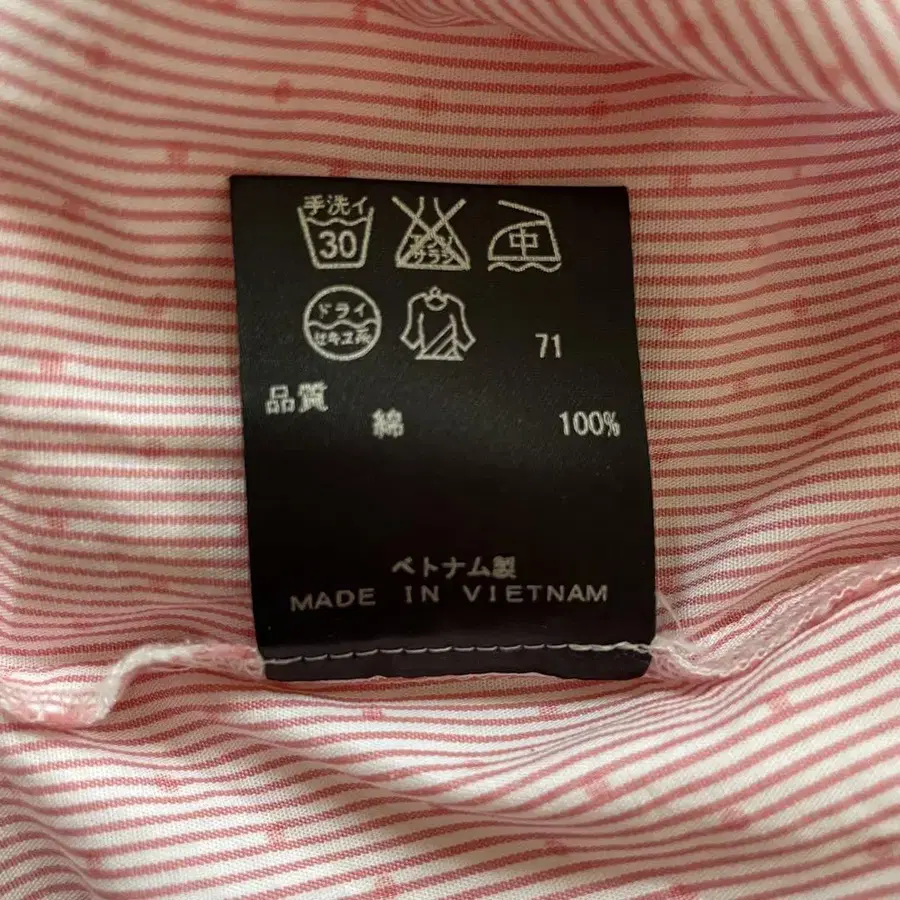 手洗イ
30
エンソ
サラシ
中
ドライ
セキユ系
71
品質
綿 100%
ベトナム製
MADE IN VIETNAM